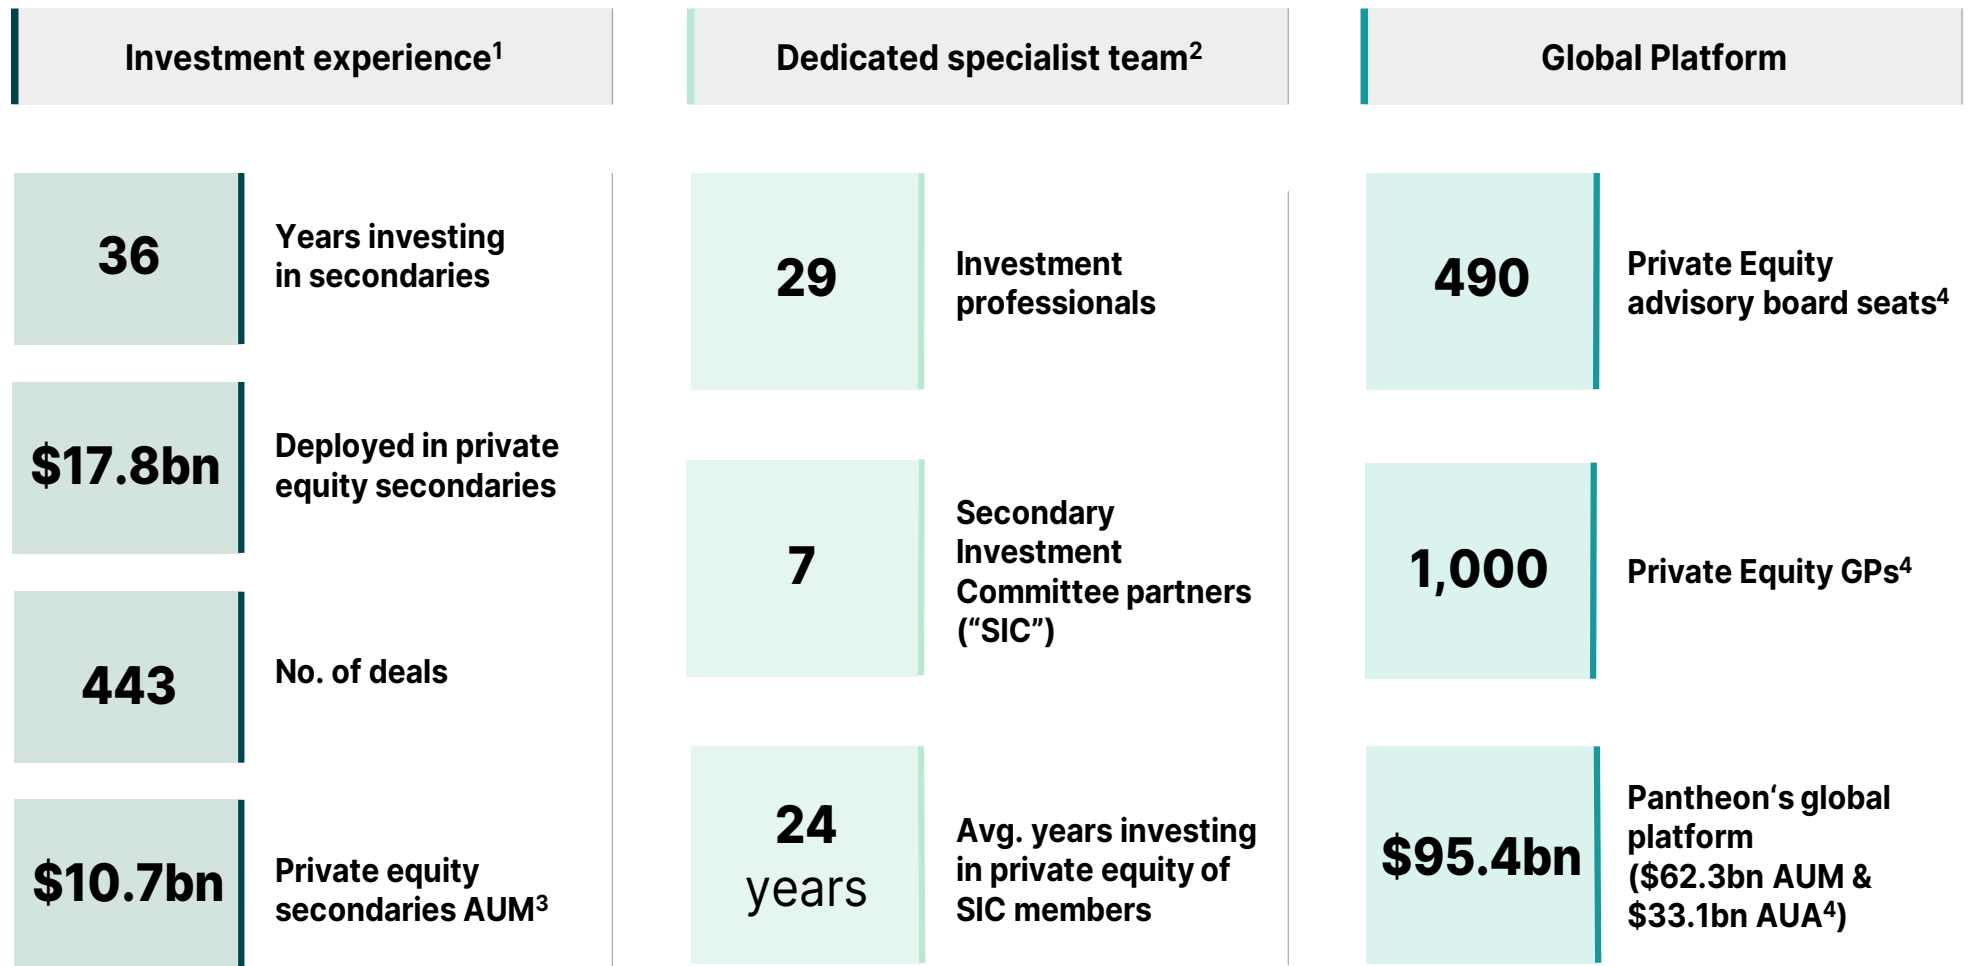 Investment experience¹
36
Years investing
in secondaries
$17.8bn
Deployed in private
equity secondaries
443
No. of deals
$10.7bn
Private equity
secondaries AUM³
Dedicated specialist team²
29
Investment
professionals
7
Secondary
Investment
Committee partners
(“SIC”)
24
years
Avg. years investing
in private equity of
SIC members
Global Platform
490
Private Equity
advisory board seats⁴
1,000
Private Equity GPs⁴
$95.4bn
Pantheon‘s global
platform
($62.3bn AUM &
$33.1bn AUA⁴)